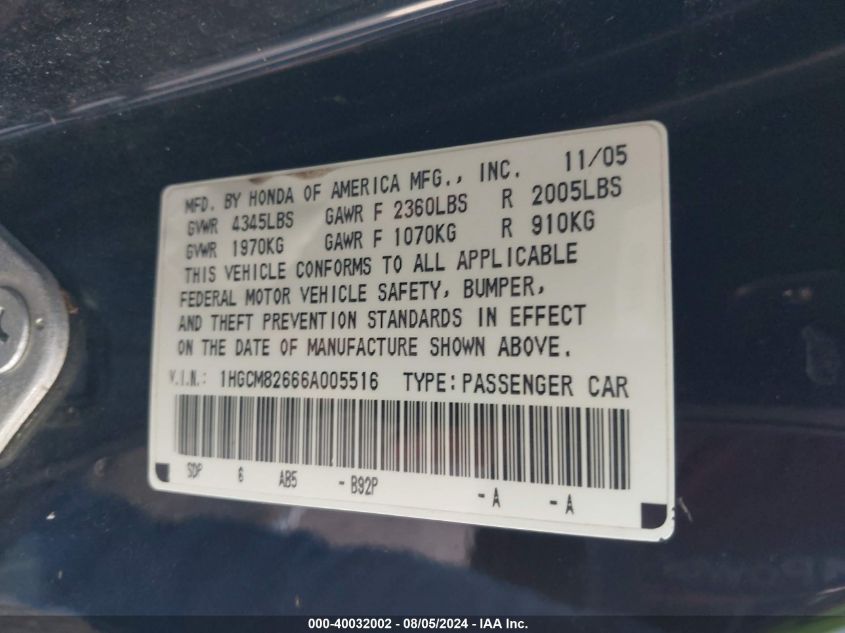 MFD. BY HONDA OF AMERICA MFG., INC. 11/05
GVWR 4345LBS GAWR F 2360LBS R 2005LBS
GVWR 1970KG GAWR F 1070KG R 910KG
THIS VEHICLE CONFORMS TO ALL APPLICABLE
FEDERAL MOTOR VEHICLE SAFETY, BUMPER,
AND THEFT PREVENTION STANDARDS IN EFFECT
ON THE DATE OF MANUFACTURE SHOWN ABOVE.
V.I.N.: 1HGCM82666A005516 TYPE: PASSENGER CAR
SDP 6 AB5 - B92P - A - A
000-40032002 - 08/05/2024 - IAA Inc.